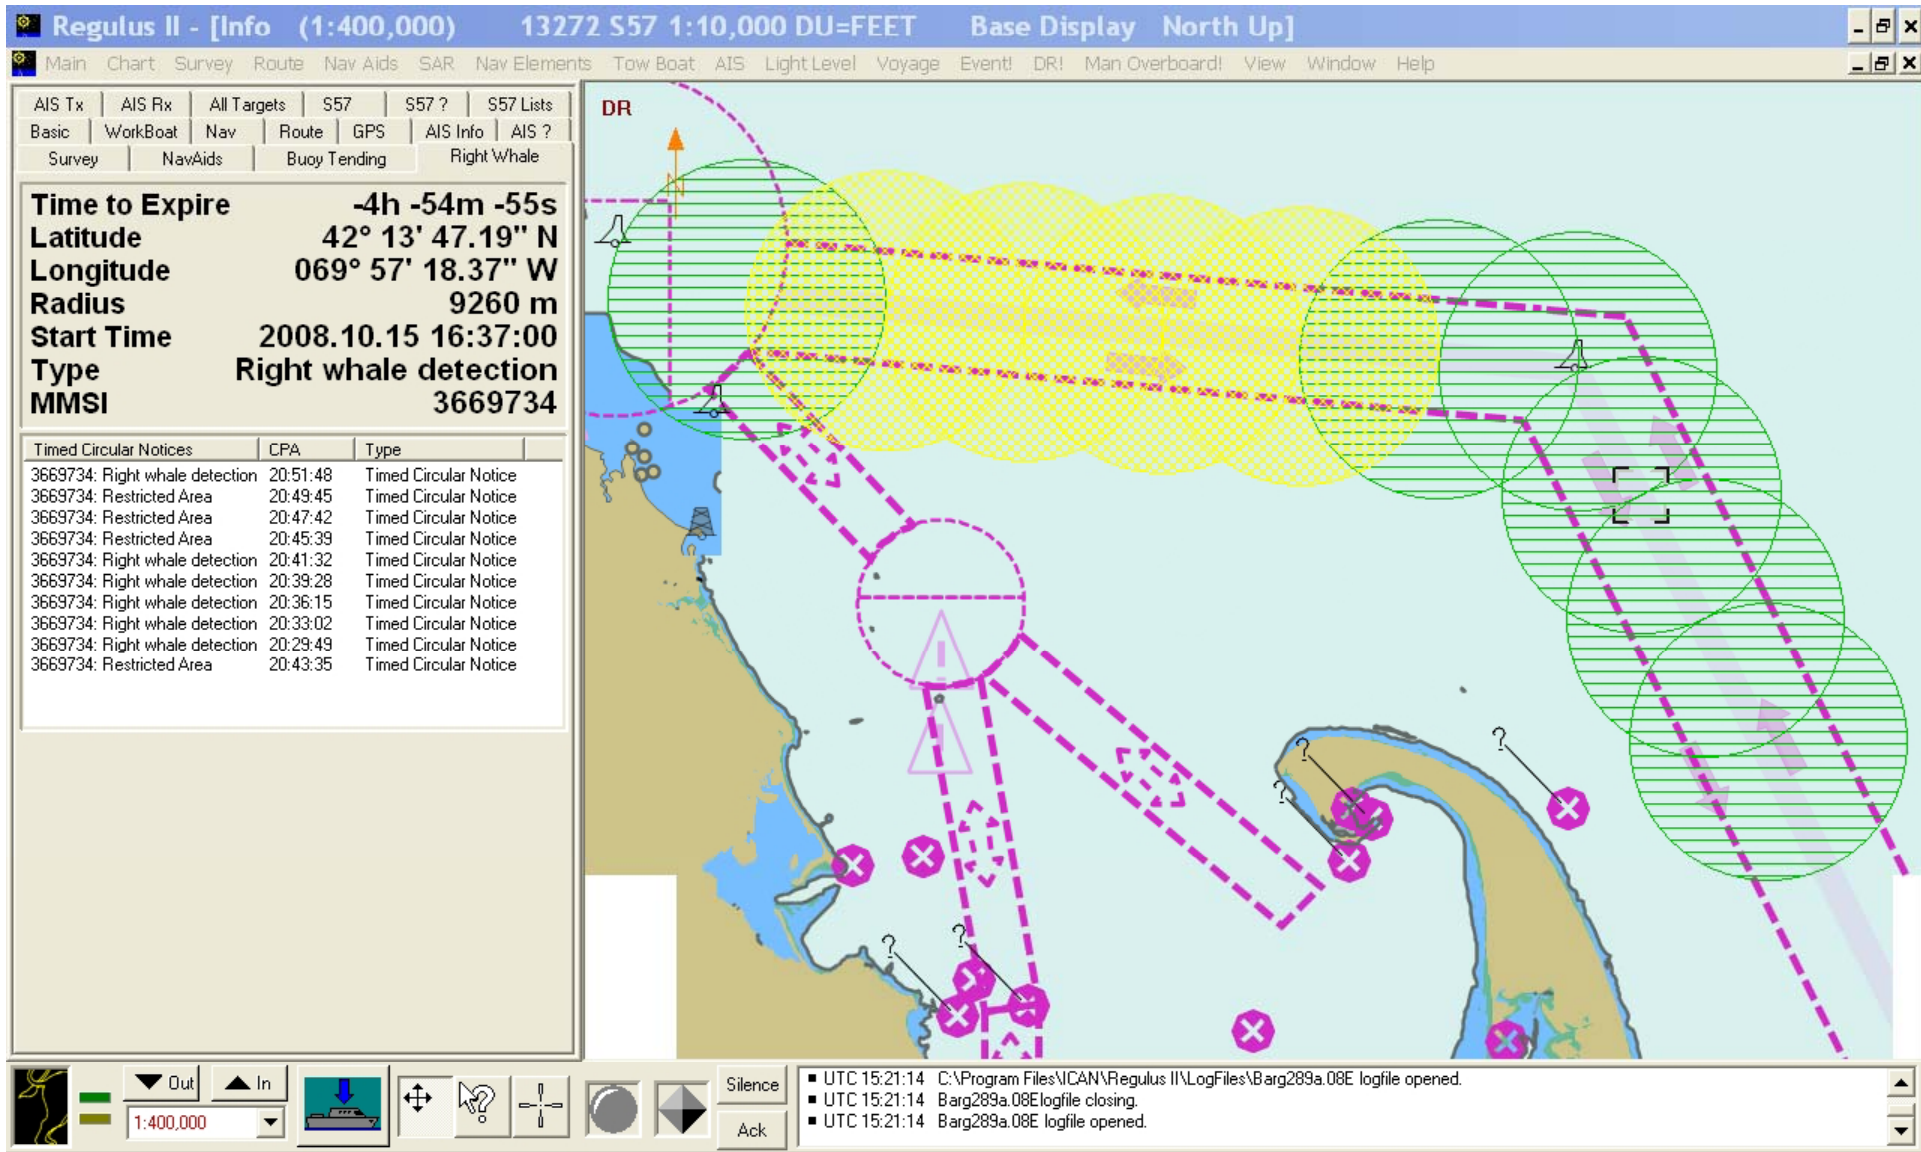 Regulus II - [Info (1:400,000) 13272 S57 1:10,000 DU=FEET Base Display North Up]
Main Chart Survey Route Nav Aids SAR Nav Elements Tow Boat AIS Light Level Voyage Event! DR! Man Overboard! View Window Help
AIS Tx AIS Rx All Targets S57 S57 ? S57 Lists
Basic WorkBoat Nav Route GPS AIS Info AIS ?
Survey NavAids Buoy Tending Right Whale
Time to Expire -4h -54m -55s
Latitude 42° 13' 47.19" N
Longitude 069° 57' 18.37" W
Radius 9260 m
Start Time 2008.10.15 16:37:00
Type Right whale detection
MMSI 3669734
Timed Circular Notices CPA Type
3669734: Right whale detection 20:51:48 Timed Circular Notice
3669734: Restricted Area 20:49:45 Timed Circular Notice
3669734: Restricted Area 20:47:42 Timed Circular Notice
3669734: Restricted Area 20:45:39 Timed Circular Notice
3669734: Right whale detection 20:41:32 Timed Circular Notice
3669734: Right whale detection 20:39:28 Timed Circular Notice
3669734: Right whale detection 20:36:15 Timed Circular Notice
3669734: Right whale detection 20:33:02 Timed Circular Notice
3669734: Right whale detection 20:29:49 Timed Circular Notice
3669734: Restricted Area 20:43:35 Timed Circular Notice
DR
N
?
?
?
?
?
Out In
1:400,000
Silence
Ack
UTC 15:21:14 C:\Program Files\ICAN\Regulus II\LogFiles\Barg289a.08E logfile opened.
UTC 15:21:14 Barg289a.08Elogfile closing.
UTC 15:21:14 Barg289a.08E logfile opened.